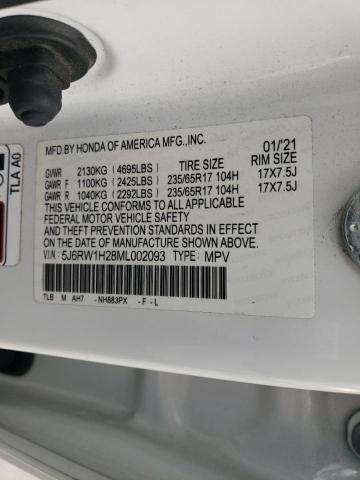 TLA A0
MFD.BY HONDA OF AMERICA MFG.,INC. 01/'21
GVWR 2130KG (4695LBS) TIRE SIZE RIM SIZE
GAWR F 1100KG (2425LBS) 235/65R17 104H 17X7.5J
GAWR R 1040KG (2292LBS) 235/65R17 104H 17X7.5J
THIS VEHICLE CONFORMS TO ALL APPLICABLE
FEDERAL MOTOR VEHICLE SAFETY
AND THEFT PREVENTION STANDARDS IN EFFECT ON
THE DATE OF MANUFACTURE SHOWN ABOVE.
V.I.N: 5J6RW1H28ML002093 TYPE: MPV
TLB M AH7 -NH883PX -F-L